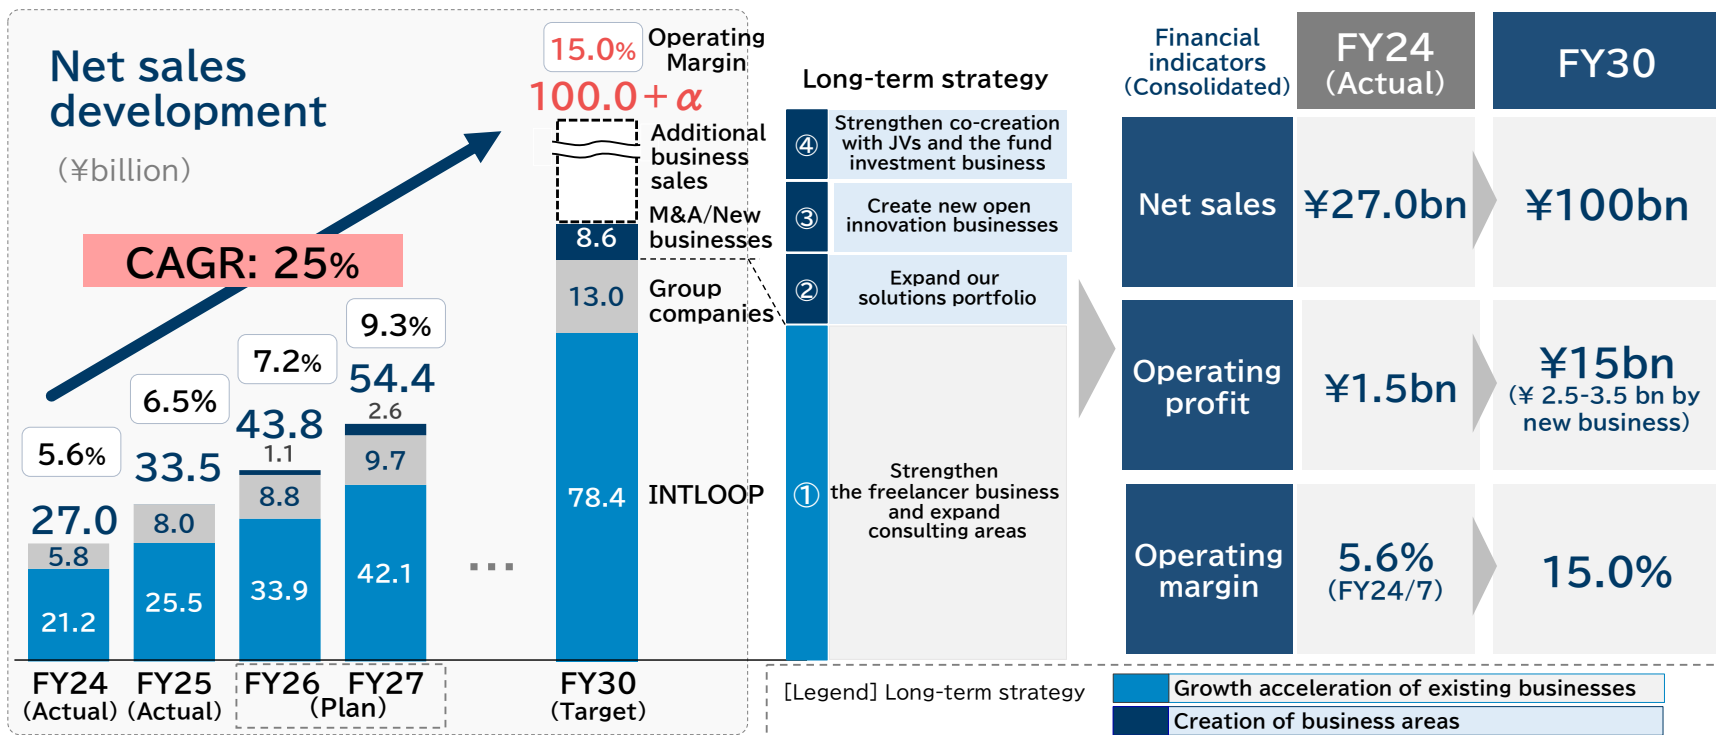 Net sales
development
(¥billion)
CAGR: 25%
15.0%
Operating
Margin
100.0+α
Additional
business
sales
M&A/New
businesses
8.6
Group
companies
13.0
INTLOOP
78.4
9.3%
54.4
2.6
9.7
42.1
7.2%
43.8
1.1
8.8
33.9
6.5%
33.5
8.0
25.5
5.6%
27.0
5.8
21.2
...
FY24
(Actual)
FY25
(Actual)
FY26
FY27
(Plan)
FY30
(Target)
Long-term strategy
④
Strengthen co-creation
with JVs and the fund
investment business
③
Create new open
innovation businesses
②
Expand our
solutions portfolio
①
Strengthen
the freelancer business
and expand
consulting areas
Financial
indicators
(Consolidated)
FY24
(Actual)
FY30
Net sales
¥27.0bn
¥100bn
Operating
profit
¥1.5bn
¥15bn
(¥ 2.5-3.5 bn by
new business)
Operating
margin
5.6%
(FY24/7)
15.0%
[Legend] Long-term strategy
Growth acceleration of existing businesses
Creation of business areas